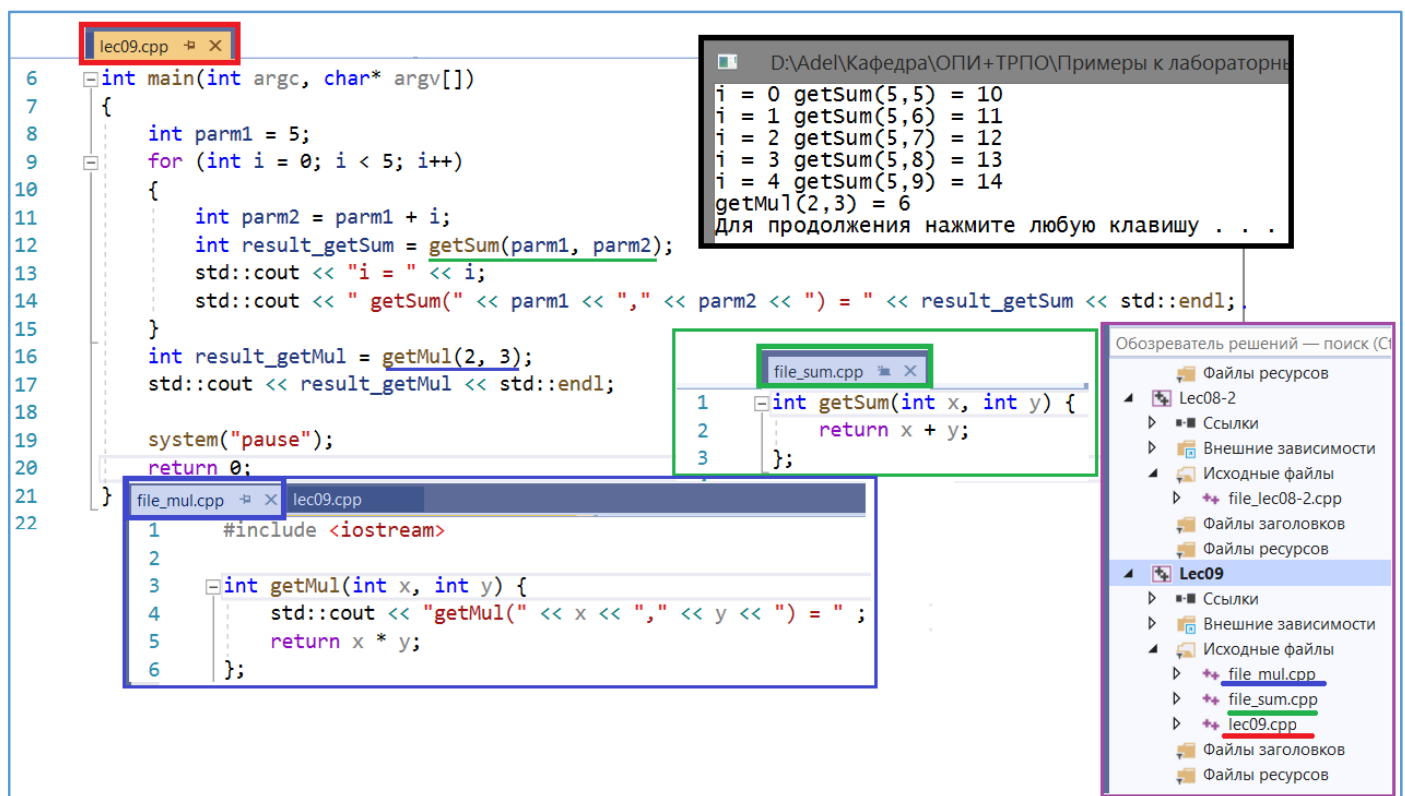 lec09.cpp
6 int main(int argc, char* argv[])
7 {
8 int parm1 = 5;
9 for (int i = 0; i < 5; i++)
10 {
11 int parm2 = parm1 + i;
12 int result_getSum = getSum(parm1, parm2);
13 std::cout << "i = " << i;
14 std::cout << " getSum(" << parm1 << "," << parm2 << ") = " << result_getSum << std::endl;
15 }
16 int result_getMul = getMul(2, 3);
17 std::cout << result_getMul << std::endl;
18
19 system("pause");
20 return 0;
21 }
22
D:\Adel\Кафедра\ОПИ+ТРПО\Примеры к лабораторны
i = 0 getSum(5,5) = 10
i = 1 getSum(5,6) = 11
i = 2 getSum(5,7) = 12
i = 3 getSum(5,8) = 13
i = 4 getSum(5,9) = 14
getMul(2,3) = 6
Для продолжения нажмите любую клавишу . . .
file_sum.cpp
1 int getSum(int x, int y) {
2 return x + y;
3 };
file_mul.cpp lec09.cpp
1 #include <iostream>
2
3 int getMul(int x, int y) {
4 std::cout << "getMul(" << x << "," << y << ") = " ;
5 return x * y;
6 };
Обозреватель решений — поиск (Ct
Файлы ресурсов
Lec08-2
Ссылки
Внешние зависимости
Исходные файлы
file_lec08-2.cpp
Файлы заголовков
Файлы ресурсов
Lec09
Ссылки
Внешние зависимости
Исходные файлы
file_mul.cpp
file_sum.cpp
lec09.cpp
Файлы заголовков
Файлы ресурсов